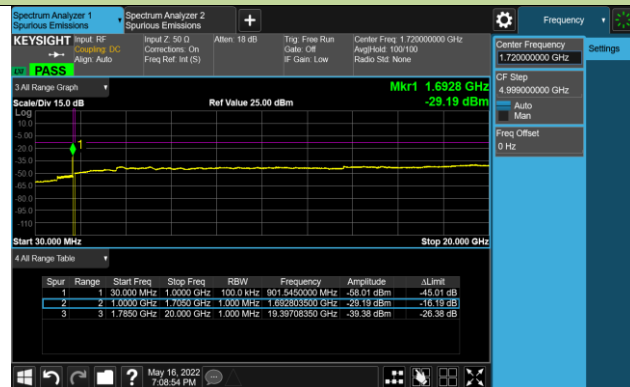 Spectrum Analyzer 1
Spurious Emissions
Spectrum Analyzer 2
Spurious Emissions
+
Frequency
KEYSIGHT
Input: RF
Coupling: DC
Align: Auto
Input Z: 50 Ω
Corrections: On
Freq Ref: Int (S)
Atten: 18 dB
Trig: Free Run
Gate: Off
IF Gain: Low
Center Freq: 1.720000000 GHz
Avg|Hold: 100/100
Radio Std: None
PASS
Center Frequency
1.720000000 GHz
Settings
CF Step
4.999000000 GHz
Auto
Man
Freq Offset
0 Hz
3 All Range Graph
Mkr1 1.6928 GHz
Scale/Div 15.0 dB
Ref Value 25.00 dBm
-29.19 dBm
Log
10.0
-5.00
-20.0
-35.0
-50.0
-65.0
-80.0
-95.0
-110
1
Start 30.000 MHz
Stop 20.000 GHz
4 All Range Table
Spur Range Start Freq Stop Freq RBW Frequency Amplitude ΔLimit
1 1 30.000 MHz 1.0000 GHz 100.0 kHz 901.5450000 MHz -58.01 dBm -45.01 dB
2 2 1.0000 GHz 1.7050 GHz 1.000 MHz 1.692803500 GHz -29.19 dBm -16.19 dB
3 3 1.7850 GHz 20.000 GHz 1.000 MHz 19.39708350 GHz -39.38 dBm -26.38 dB
?
May 16, 2022
7:08:54 PM